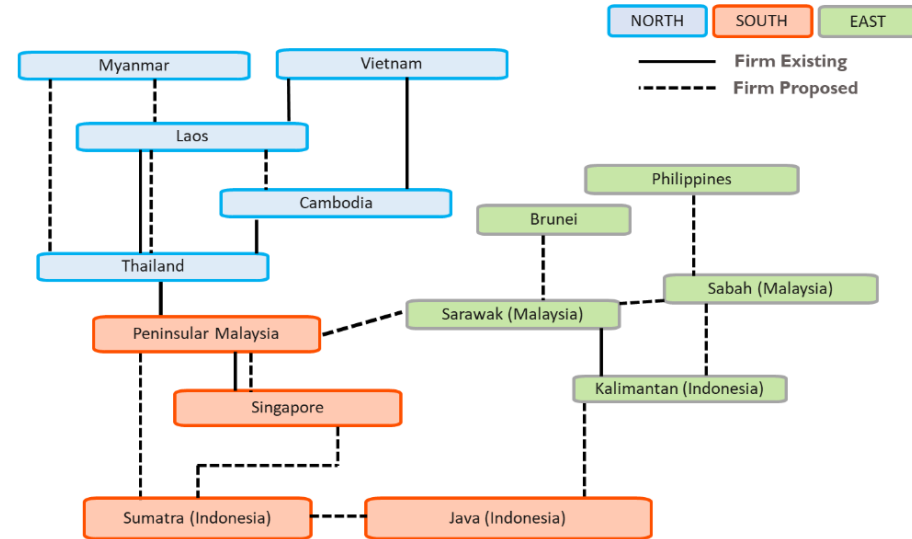 NORTH
SOUTH
EAST
Firm Existing
Firm Proposed
Myanmar
Vietnam
Laos
Cambodia
Philippines
Brunei
Thailand
Sabah (Malaysia)
Sarawak (Malaysia)
Peninsular Malaysia
Kalimantan (Indonesia)
Singapore
Sumatra (Indonesia)
Java (Indonesia)